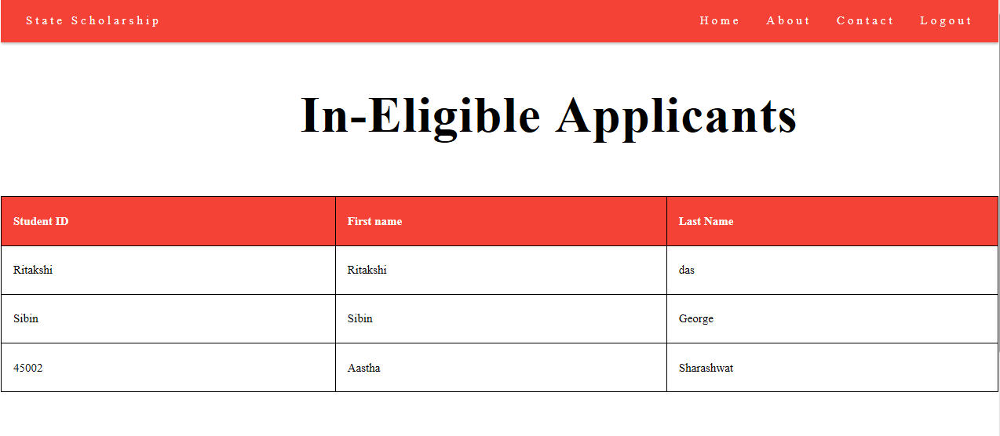 State Scholarship Home About Contact Logout
In-Eligible Applicants
Student ID First name Last Name
Ritakshi Ritakshi das
Sibin Sibin George
45002 Aastha Sharashwat